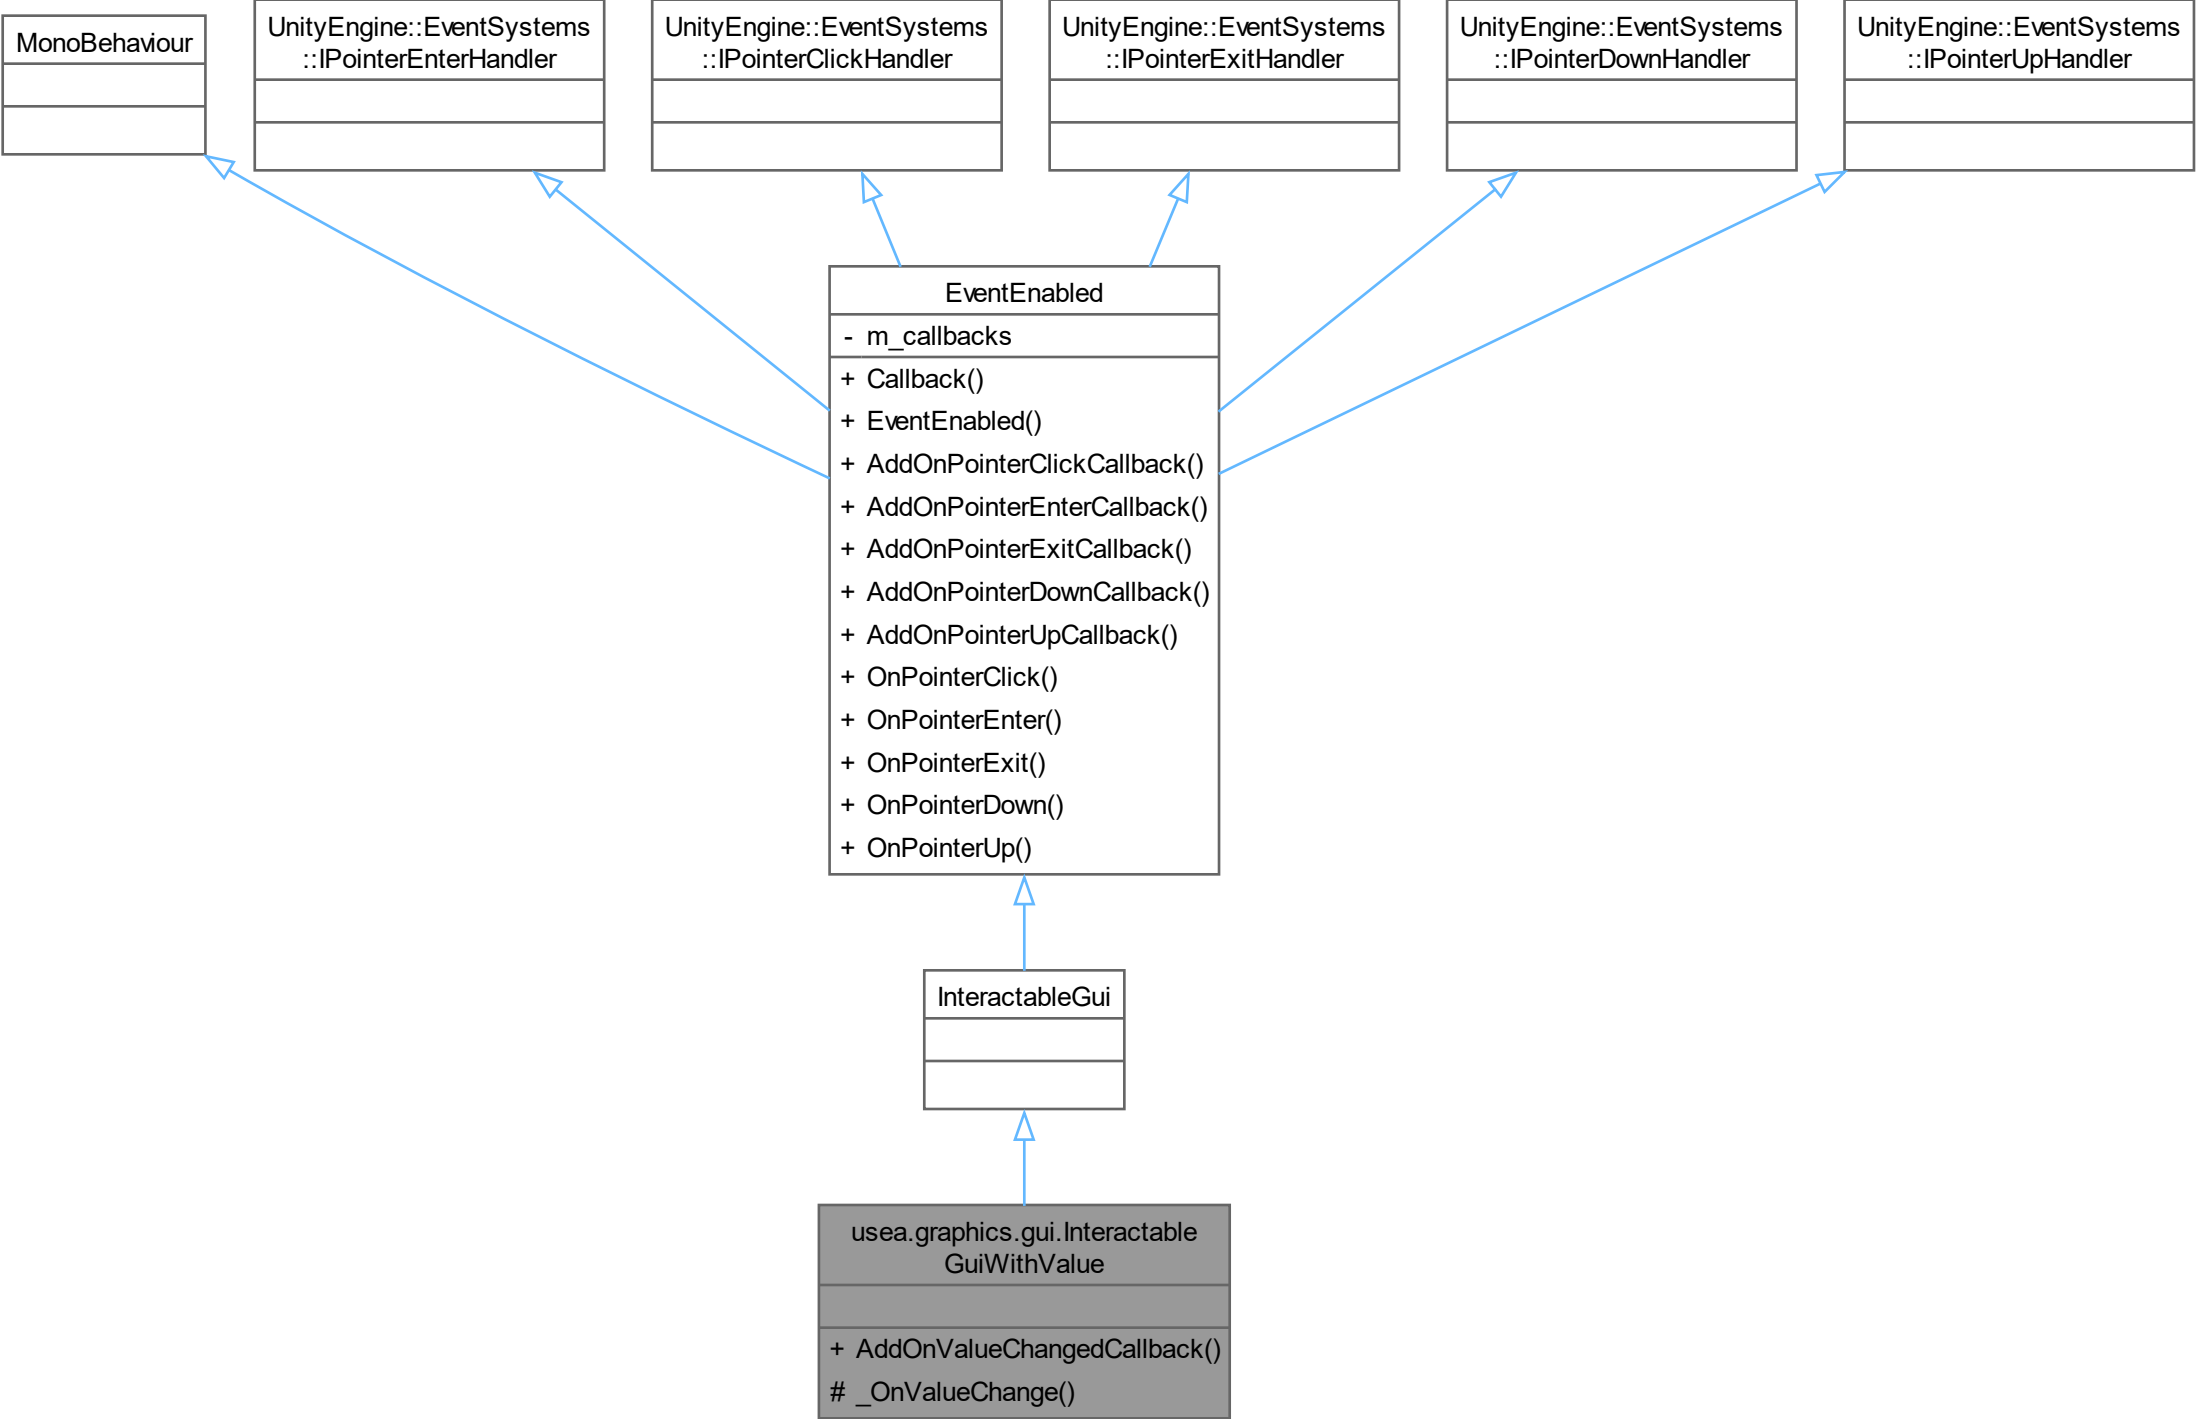 MonoBehaviour
UnityEngine::EventSystems
::IPointerEnterHandler
UnityEngine::EventSystems
::IPointerClickHandler
UnityEngine::EventSystems
::IPointerExitHandler
UnityEngine::EventSystems
::IPointerDownHandler
UnityEngine::EventSystems
::IPointerUpHandler
EventEnabled
- m_callbacks
+ Callback()
+ EventEnabled()
+ AddOnPointerClickCallback()
+ AddOnPointerEnterCallback()
+ AddOnPointerExitCallback()
+ AddOnPointerDownCallback()
+ AddOnPointerUpCallback()
+ OnPointerClick()
+ OnPointerEnter()
+ OnPointerExit()
+ OnPointerDown()
+ OnPointerUp()
InteractableGui
usea.graphics.gui.Interactable
GuiWithValue
+ AddOnValueChangedCallback()
# _OnValueChange()